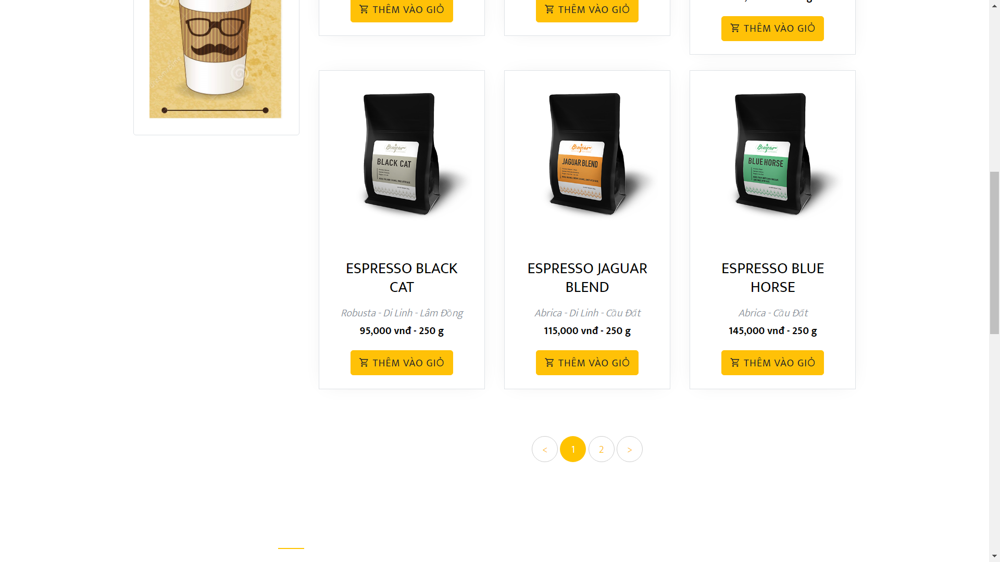 THÊM VÀO GIỎ
THÊM VÀO GIỎ
THÊM VÀO GIỎ
Bonjour
BLACK CAT
Bonjour
JAGUAR BLEND
Bonjour
BLUE HORSE
ESPRESSO BLACK
CAT
Robusta - Di Linh - Lâm Đồng
95,000 vnđ - 250 g
THÊM VÀO GIỎ
ESPRESSO JAGUAR
BLEND
Abrica - Di Linh - Cầu Đất
115,000 vnđ - 250 g
THÊM VÀO GIỎ
ESPRESSO BLUE
HORSE
Abrica - Cầu Đất
145,000 vnđ - 250 g
THÊM VÀO GIỎ
< 1 2 >